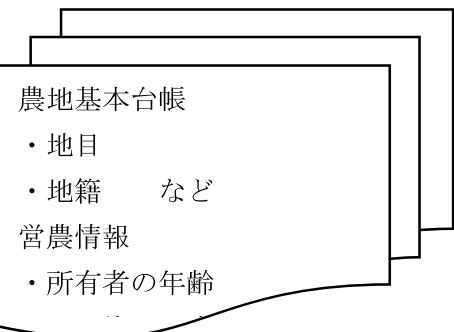 農地基本台帳
・地目
・地籍　　など
営農情報
・所有者の年齢